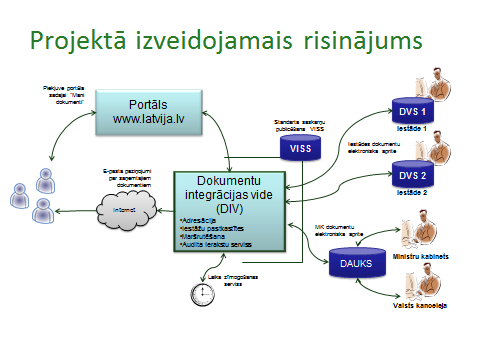 Projektā izveidojamais risinājums
Piekļuve portāla
sadaļai "Mani
dokumenti"
Portāls
www.latvija.lv
Standarta saskarņu
publicēšana VISS
VISS
DVS 1
Iestāde 1
Iestādes dokumentu
elektroniska aprite
DVS 2
Iestāde 2
E-pasta paziņojumi
par saņemtajiem
dokumentiem
Internet
Dokumentu
integrācijas vide
(DIV)
•Adresācija
•Iestāžu pastkastītes
•Maršrutēšana
•Audita ierakstu serviss
MK dokumentu
elektroniska aprite
DAUKS
Ministru kabinets
Valsts kanceleja
Laika zīmogošanas
serviss